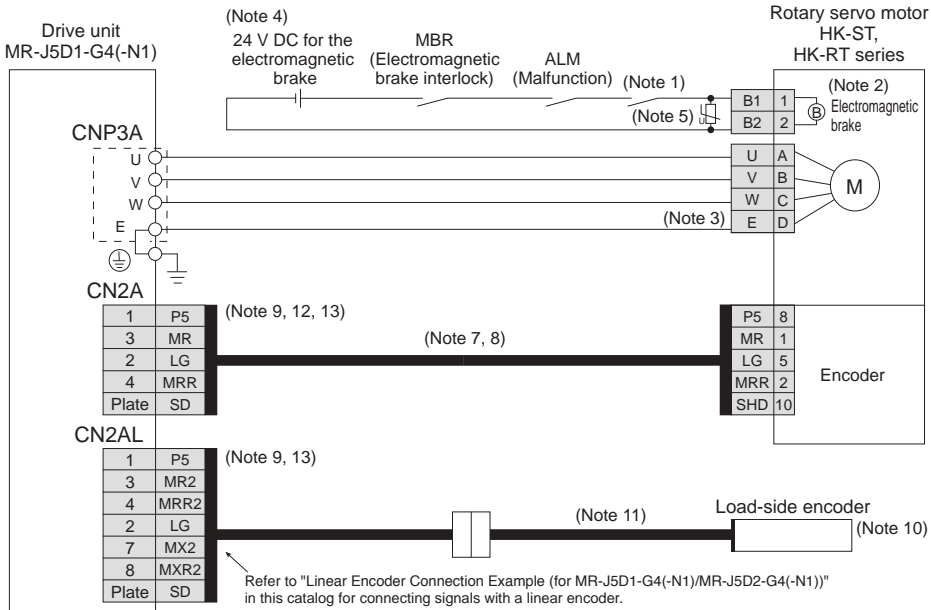 Drive unit
MR-J5D1-G4(-N1)
(Note 4)
24 V DC for the
electromagnetic
brake
MBR
(Electromagnetic
brake interlock)
ALM
(Malfunction)
(Note 1)
(Note 5)
U
Rotary servo motor
HK-ST,
HK-RT series
B1 1
B2 2
B
(Note 2)
Electromagnetic
brake
CNP3A
U
V
W
E
(Note 3)
U A
V B
W C
E D
M
CN2A
1 P5
3 MR
2 LG
4 MRR
Plate SD
(Note 9, 12, 13)
(Note 7, 8)
P5 8
MR 1
LG 5
MRR 2
SHD 10
Encoder
CN2AL
1 P5
3 MR2
4 MRR2
2 LG
7 MX2
8 MXR2
Plate SD
(Note 9, 13)
(Note 11)
Load-side encoder
(Note 10)
Refer to "Linear Encoder Connection Example (for MR-J5D1-G4(-N1)/MR-J5D2-G4(-N1))"
in this catalog for connecting signals with a linear encoder.